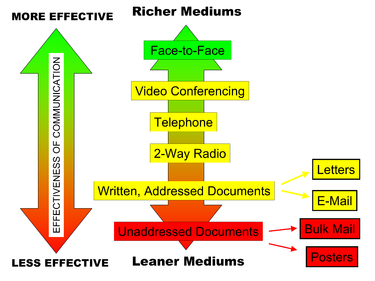 MORE EFFECTIVE
Richer Mediums
EFFECTIVENESS OF COMMUNICATION
Face-to-Face
Video Conferencing
Telephone
2-Way Radio
Written, Addressed Documents
Letters
E-Mail
Unaddressed Documents
Bulk Mail
Posters
LESS EFFECTIVE
Leaner Mediums